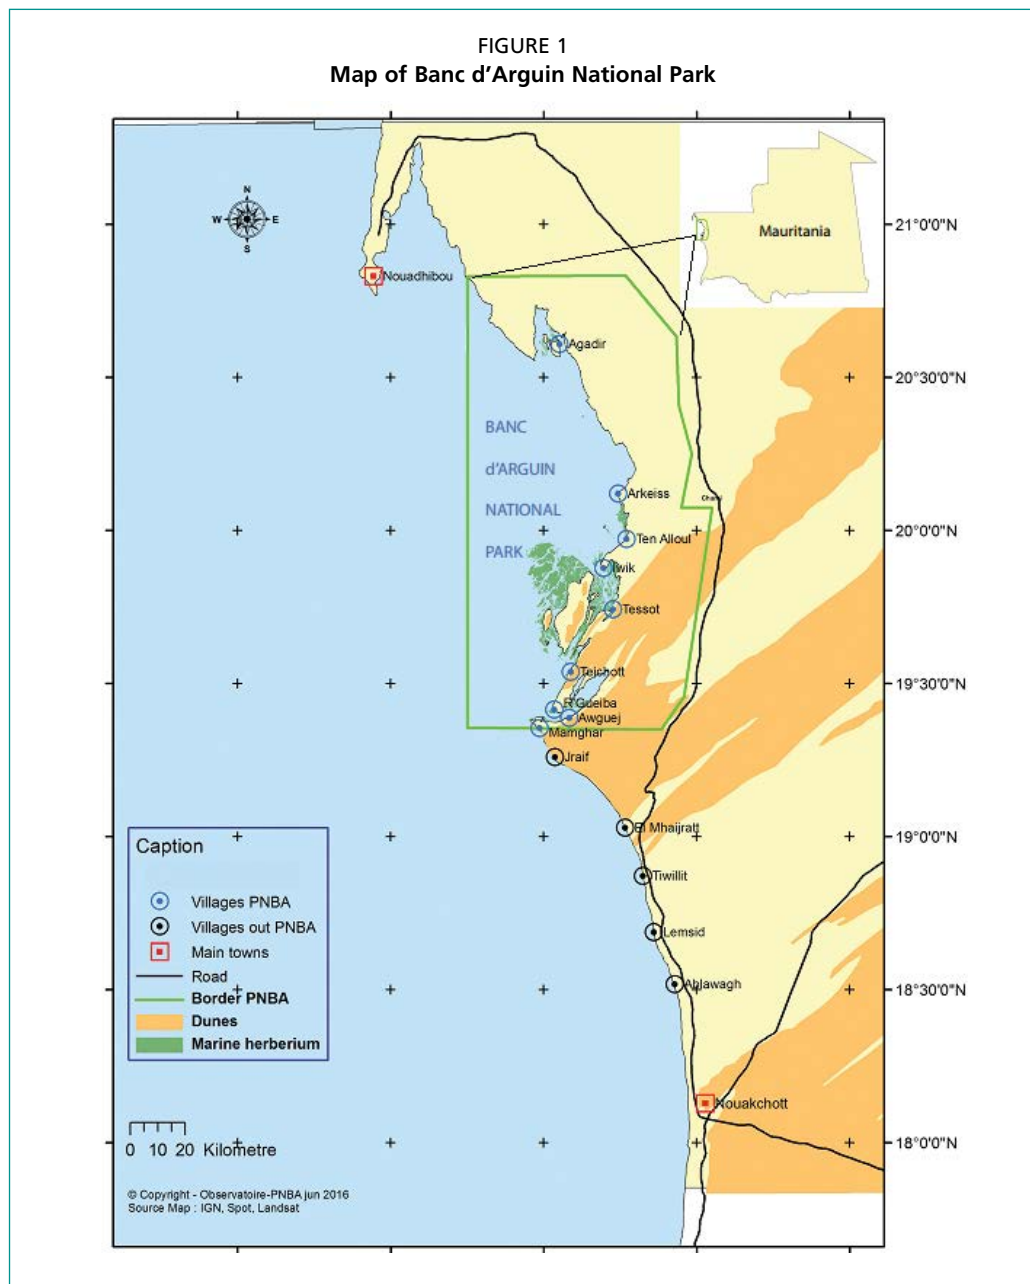 FIGURE 1
Map of Banc d'Arguin National Park
N
W E
S
Mauritania
21°0'0"N
Nouadhibou
Agadir
20°30'0"N
BANC
d'ARGUIN
NATIONAL
PARK
Arkeiss
Chami
20°0'0"N
Ten Alloul
Iwik
Tessot
Teichott
19°30'0"N
R'Gueiba
Awguej
Mamghar
Jraif
El Mhaijratt
19°0'0"N
Tiwillit
Lemsid
Ahlawagh
18°30'0"N
Nouakchott
18°0'0"N
Caption
Villages PNBA
Villages out PNBA
Main towns
Road
Border PNBA
Dunes
Marine herberium
0 10 20 Kilometre
© Copyright - Observatoire-PNBA jun 2016
Source Map : IGN, Spot, Landsat